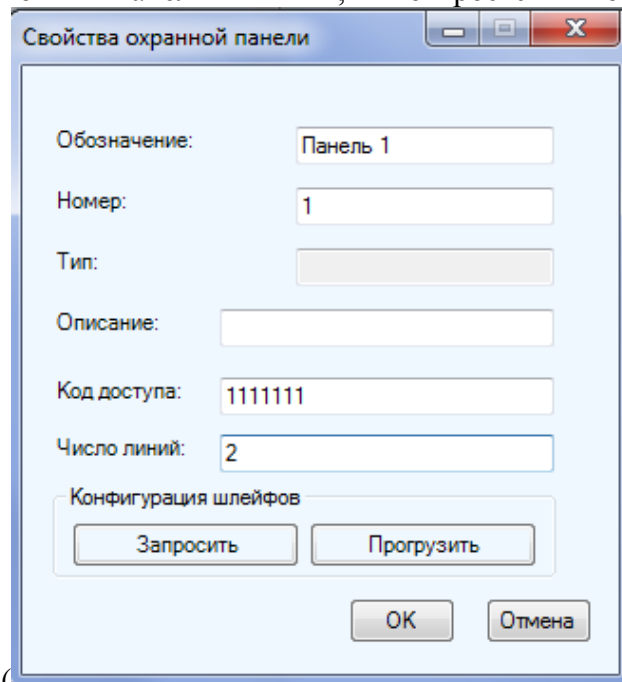 Свойства охранной панели
Обозначение: Панель 1
Номер: 1
Тип:
Описание:
Код доступа: 1111111
Число линий: 2
Конфигурация шлейфов
Запросить Прогрузить
OK Отмена
(